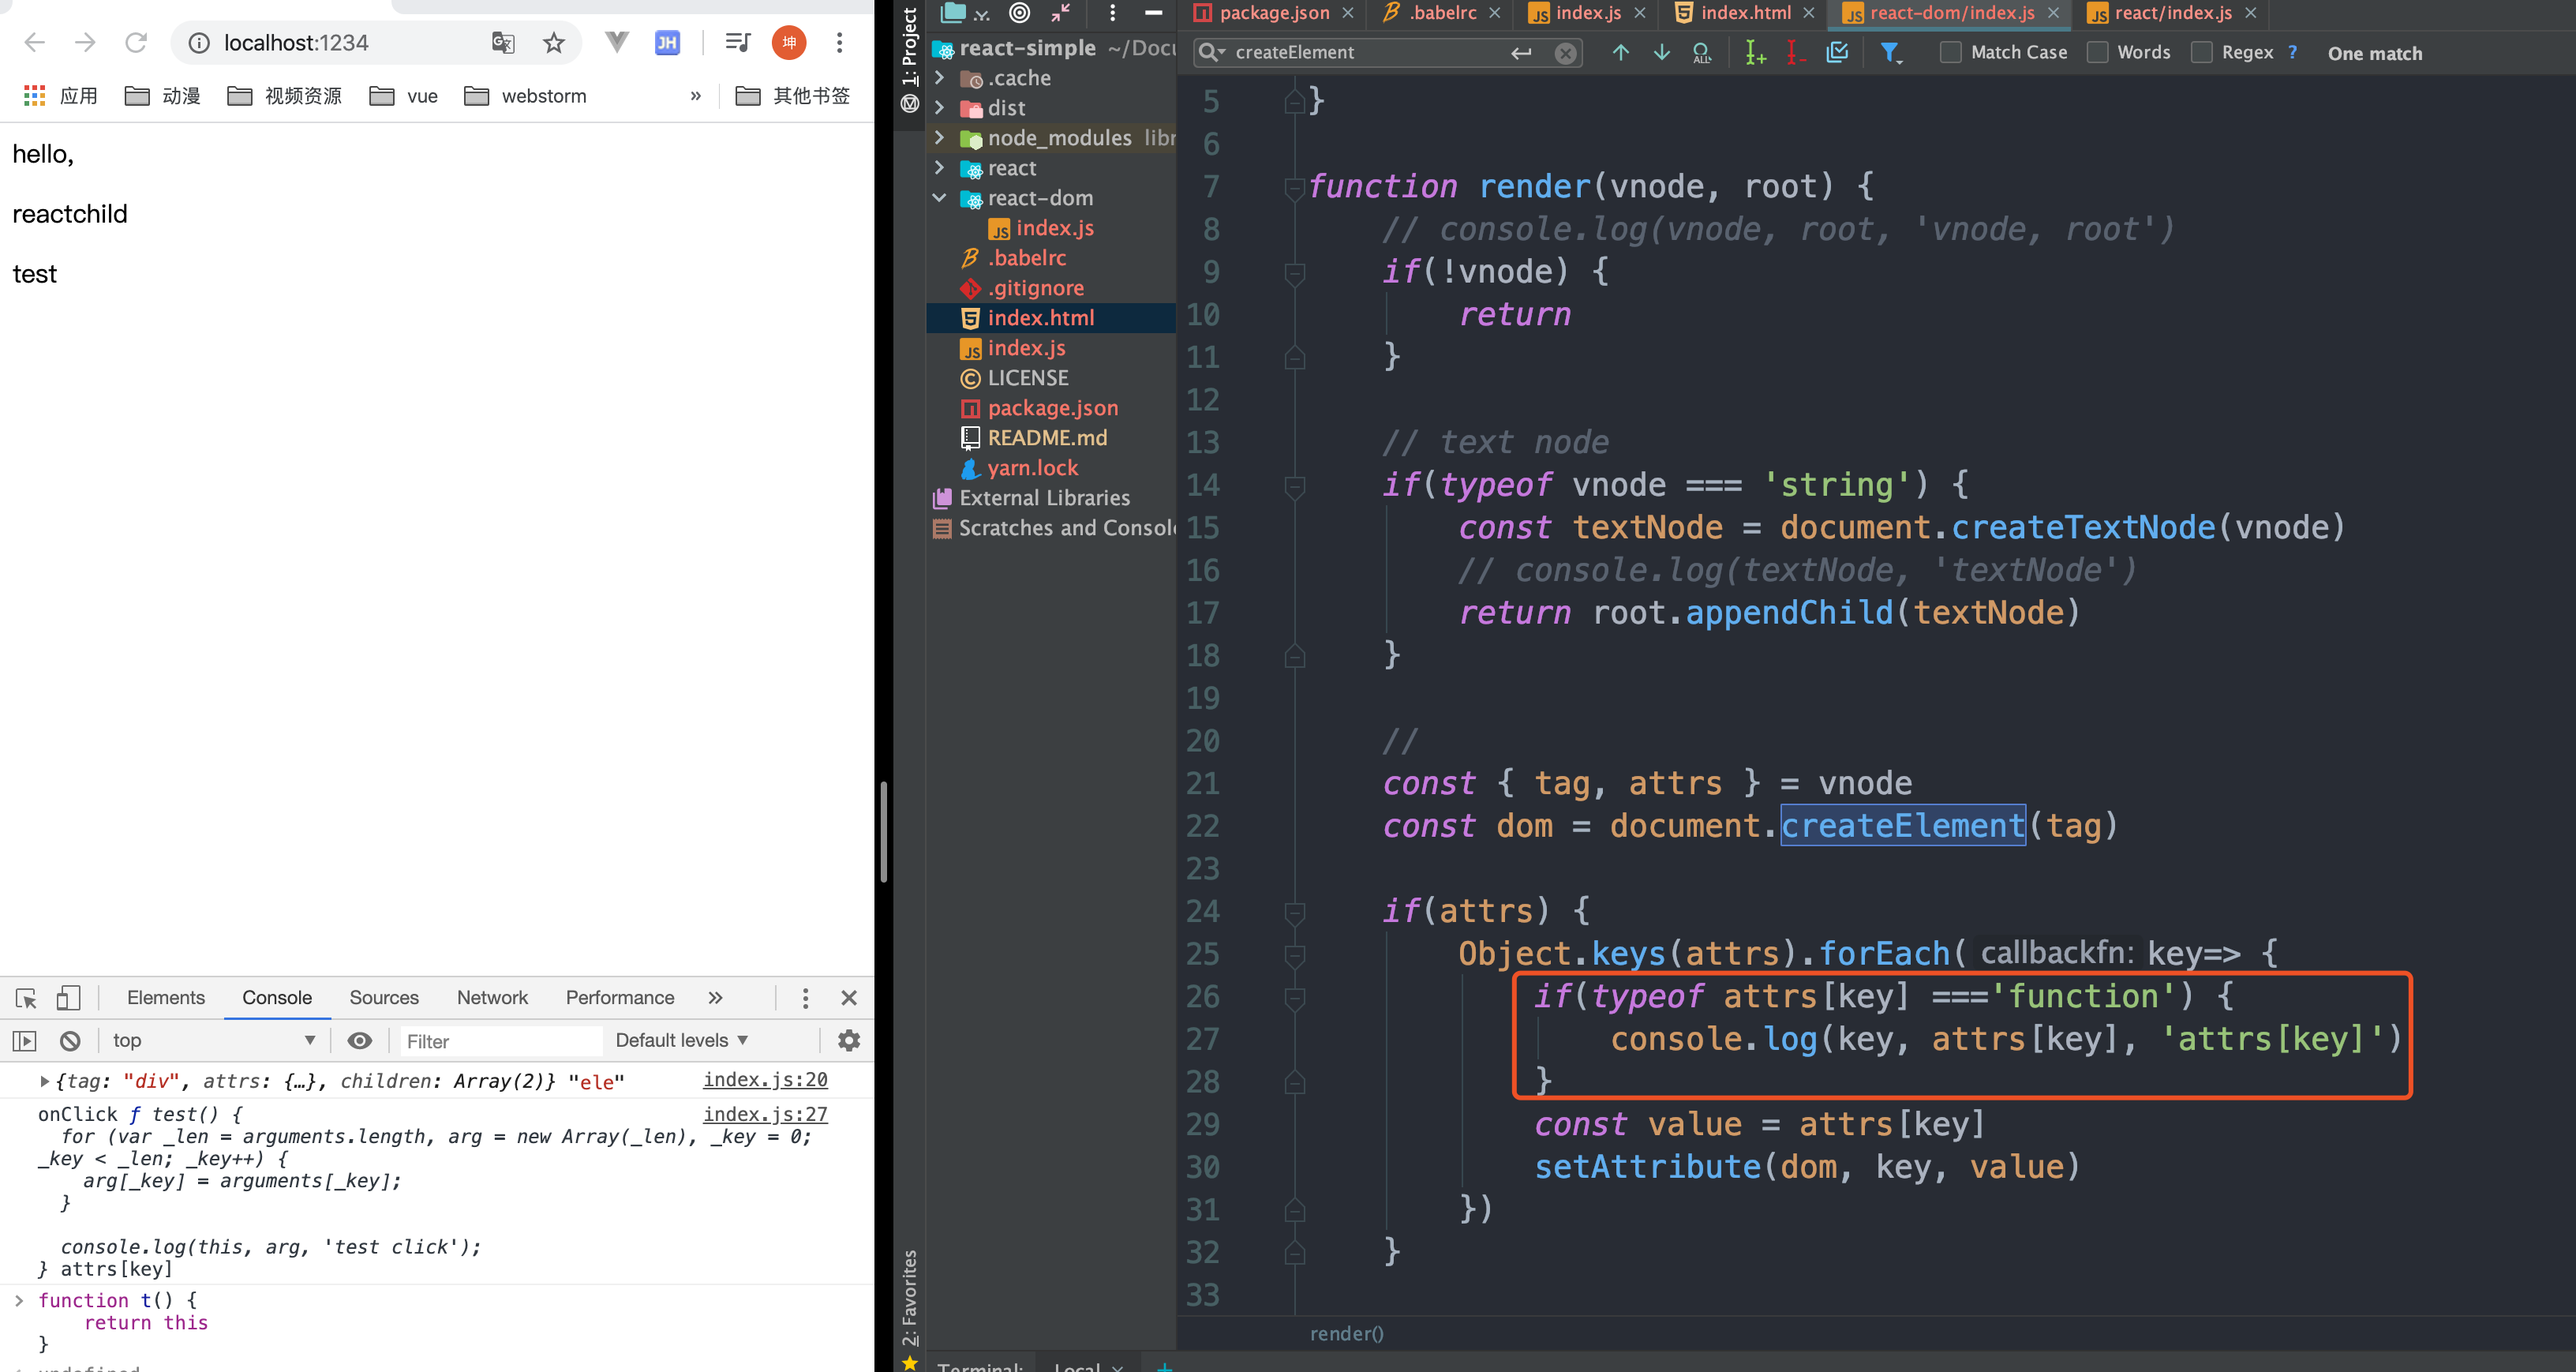 localhost:1234
应用
动漫
视频资源
vue
webstorm
»
其他书签
hello,
reactchild
test
Elements
Console
Sources
Network
Performance
»
top
Filter
Default levels ▼
{tag: "div", attrs: {…}, children: Array(2)} "ele"
index.js:20
onClick ƒ test() {
index.js:27
for (var _len = arguments.length, arg = new Array(_len), _key = 0;
_key < _len; _key++) {
arg[_key] = arguments[_key];
}
console.log(this, arg, 'test click');
} attrs[key]
> function t() {
return this
}
1: Project
2: Favorites
react-simple ~/Docu
.cache
dist
node_modules libr
react
react-dom
index.js
.babelrc
.gitignore
index.html
index.js
LICENSE
package.json
README.md
yarn.lock
External Libraries
Scratches and Consol
package.json
.babelrc
index.js
index.html
react-dom/index.js
react/index.js
createElement
Match Case
Words
Regex
?
One match
5 }
6
7 function render(vnode, root) {
8 // console.log(vnode, root, 'vnode, root')
9 if(!vnode) {
10 return
11 }
12
13 // text node
14 if(typeof vnode === 'string') {
15 const textNode = document.createTextNode(vnode)
16 // console.log(textNode, 'textNode')
17 return root.appendChild(textNode)
18 }
19
20 //
21 const { tag, attrs } = vnode
22 const dom = document.createElement(tag)
23
24 if(attrs) {
25 Object.keys(attrs).forEach( callbackfn: key=> {
26 if(typeof attrs[key] ==='function') {
27 console.log(key, attrs[key], 'attrs[key]')
28 }
29 const value = attrs[key]
30 setAttribute(dom, key, value)
31 })
32 }
33
render()
JH
坤
Terminal:
Local